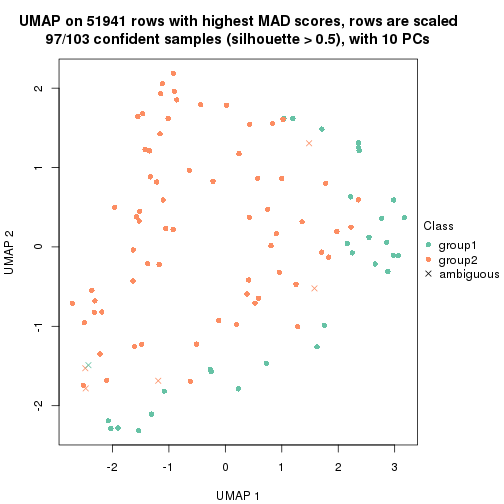 UMAP on 51941 rows with highest MAD scores, rows are scaled
97/103 confident samples (silhouette > 0.5), with 10 PCs
2
1
0
-1
-2
UMAP 2
-2
-1
0
1
2
3
UMAP 1
Class
group1
group2
ambiguous